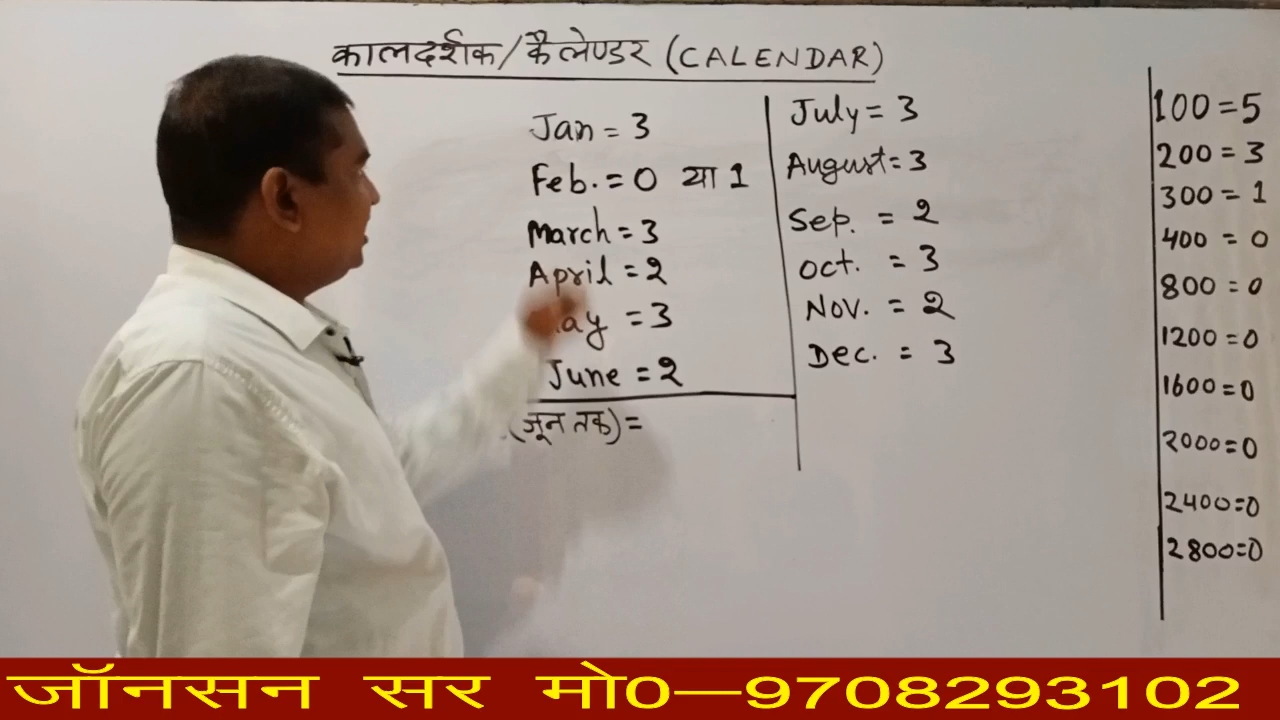 कालदर्शक/कैलेण्डर (CALENDAR)
Jan = 3
Feb. = 0 या 1
March = 3
April = 2
May = 3
June = 2
(जून तक) =
July = 3
August = 3
Sep. = 2
Oct. = 3
Nov. = 2
Dec. = 3
100 = 5
200 = 3
300 = 1
400 = 0
800 = 0
1200 = 0
1600 = 0
2000 = 0
2400 = 0
2800 = 0
जॉनसन सर मो0—9708293102